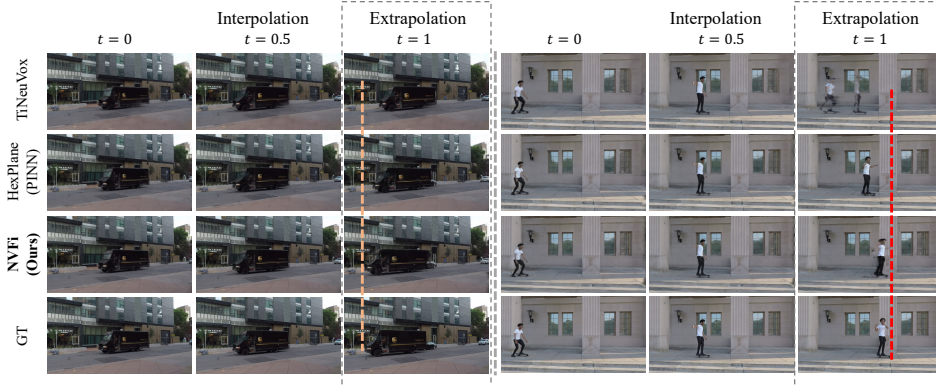 Interpolation Extrapolation Interpolation Extrapolation
t = 0 t = 0.5 t = 1 t = 0 t = 0.5 t = 1
TiNeuVox
HexPlane
(PINN)
NVFi
(Ours)
GT